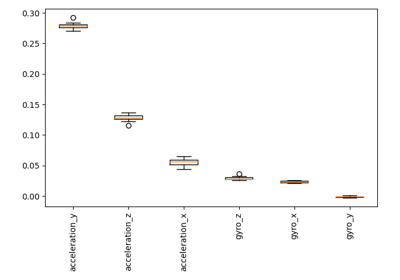 0.30
0.25
0.20
0.15
0.10
0.05
0.00
acceleration_y
acceleration_z
acceleration_x
gyro_z
gyro_x
gyro_y